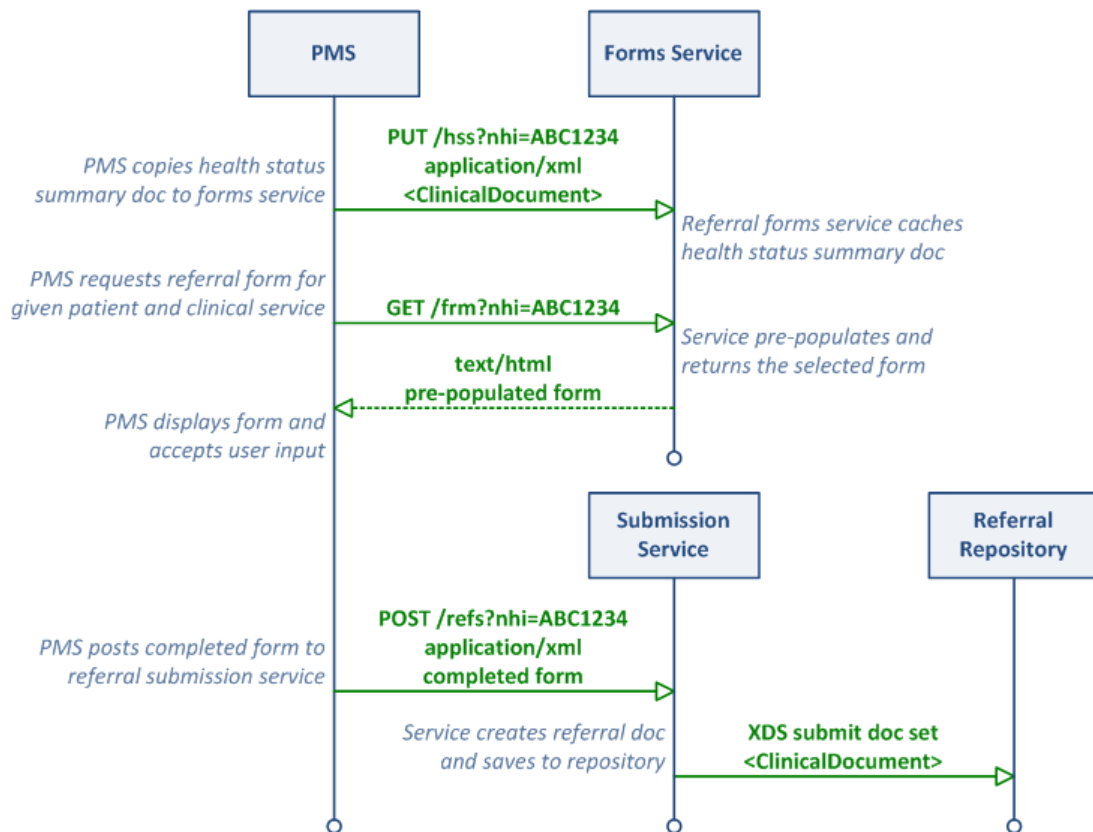 PMS
Forms Service
PUT /hss?nhi=ABC1234
application/xml
<ClinicalDocument>
PMS copies health status
summary doc to forms service
Referral forms service caches
health status summary doc
PMS requests referral form for
given patient and clinical service
GET /frm?nhi=ABC1234
Service pre-populates and
returns the selected form
text/html
pre-populated form
PMS displays form and
accepts user input
Submission
Service
Referral
Repository
POST /refs?nhi=ABC1234
application/xml
completed form
PMS posts completed form to
referral submission service
Service creates referral doc
and saves to repository
XDS submit doc set
<ClinicalDocument>